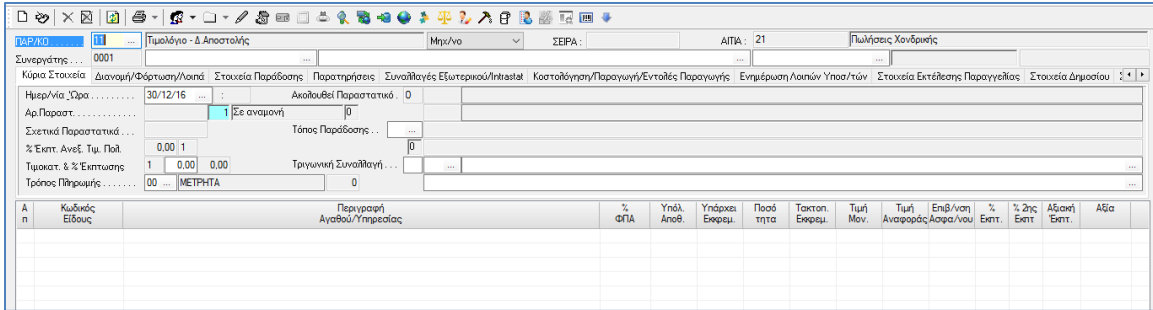 ΠΑΡ/ΚΟ....... 11 ... Τιμολόγιο - Δ.Αποστολής Μηχ/νο ΣΕΙΡΑ : ΑΙΤΙΑ : 21 Πωλήσεις Χονδρικής
Συνεργάτης... 0001 ... ... ...
Κύρια Στοιχεία Διανομή/Φόρτωση/Λοιπά Στοιχεία Παράδοσης Παρατηρήσεις Συναλλαγές Εξωτερικού/Intrastat Κοστολόγηση/Παραγωγή/Εντολές Παραγωγής Ενημέρωση Λοιπών Υποσ/των Στοιχεία Εκτέλεσης Παραγγελίας Στοιχεία Δημοσίου
Ημερ/νία_'Ωρα......... 30/12/16 ... : Ακολουθεί Παραστατικό. 0
Αρ.Παραστ............. 1 Σε αναμονή 0
Σχετικά Παραστατικά... Τόπος Παράδοσης.. ...
% Έκπτ. Ανεξ. Τιμ. Πολ. 0,00 1 0
Τιμοκατ. & % Έκπτωσης 1 0,00 0,00 Τριγωνική Συναλλαγή... ... ...
Τρόπος Πληρωμής....... 00 ... ΜΕΤΡΗΤΑ 0 ...
Α Κωδικός Περιγραφή % Υπόλ. Υπάρχει Ποσό Τακτοπ. Τιμή Τιμή Επιβ/νση % % 2ης Αξιακή Αξία
π Είδους Αγαθού/Υπηρεσίας ΦΠΑ Αποθ. Εκκρεμ. τητα Εκκρεμ. Μον. Αναφοράς Ασφα/νου Εκπτ. Εκπτ Έκπτ.